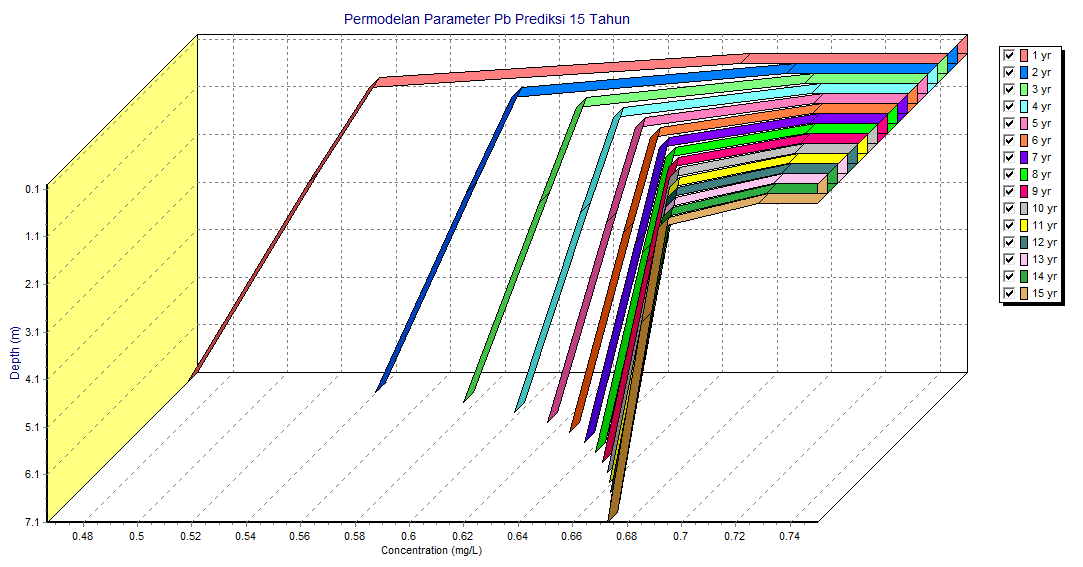 Permodelan Parameter Pb Prediksi 15 Tahun
1 yr
2 yr
3 yr
4 yr
5 yr
6 yr
7 yr
8 yr
9 yr
10 yr
11 yr
12 yr
13 yr
14 yr
15 yr
Depth (m)
0.1
1.1
2.1
3.1
4.1
5.1
6.1
7.1
0.48 0.5 0.52 0.54 0.56 0.58 0.6 0.62 0.64 0.66 0.68 0.7 0.72 0.74
Concentration (mg/L)